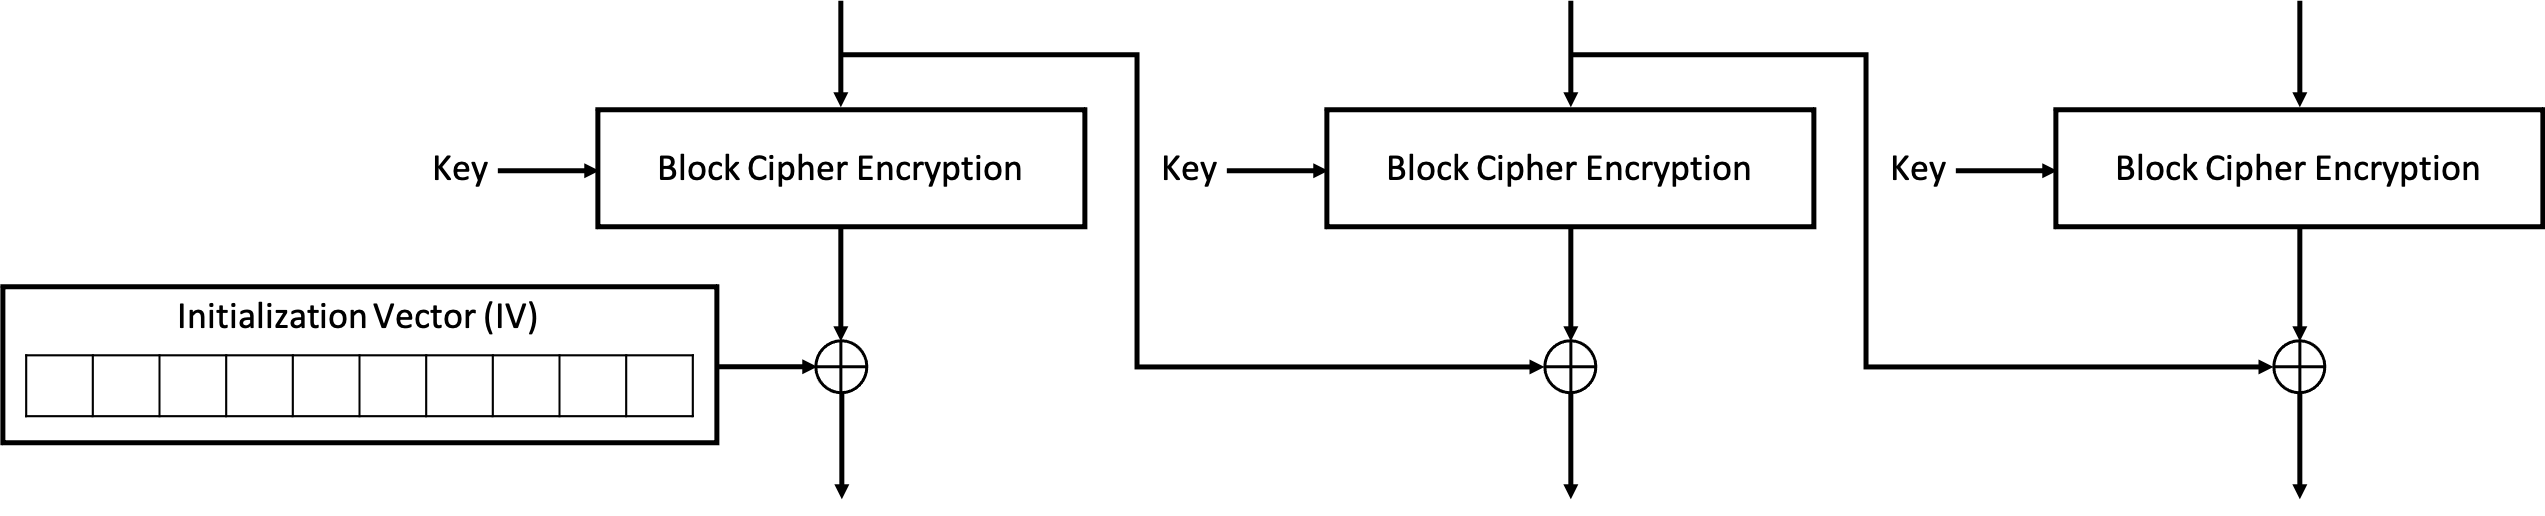 Key
Block Cipher Encryption
Key
Block Cipher Encryption
Key
Block Cipher Encryption
Initialization Vector (IV)